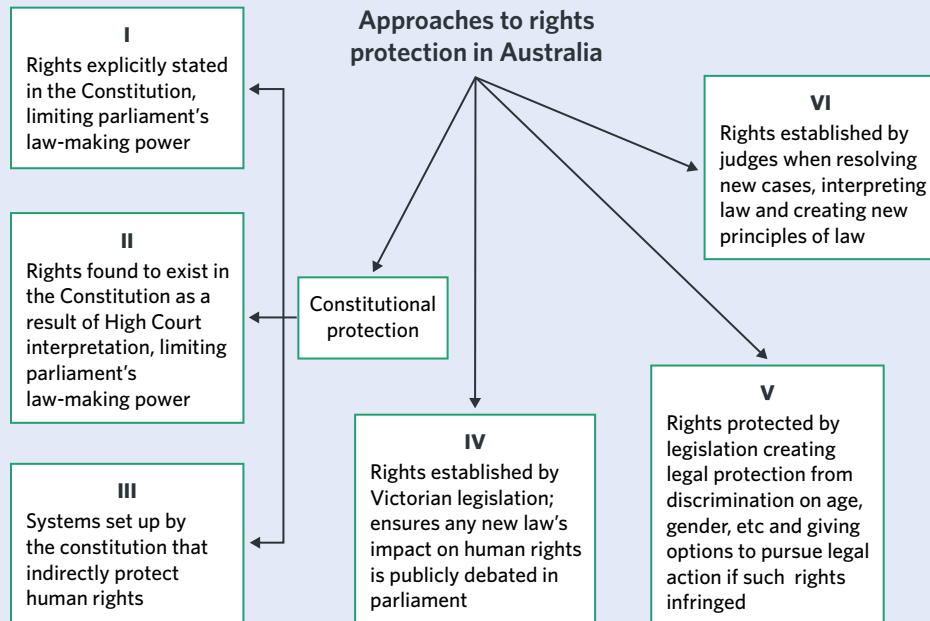 Approaches to rights
protection in Australia
I
Rights explicitly stated
in the Constitution,
limiting parliament's
law-making power
II
Rights found to exist in
the Constitution as a
result of High Court
interpretation, limiting
parliament's
law-making power
III
Systems set up by
the constitution that
indirectly protect
human rights
Constitutional
protection
IV
Rights established by
Victorian legislation;
ensures any new law's
impact on human rights
is publicly debated in
parliament
V
Rights protected by
legislation creating
legal protection from
discrimination on age,
gender, etc and giving
options to pursue legal
action if such rights
infringed
VI
Rights established by
judges when resolving
new cases, interpreting
law and creating new
principles of law